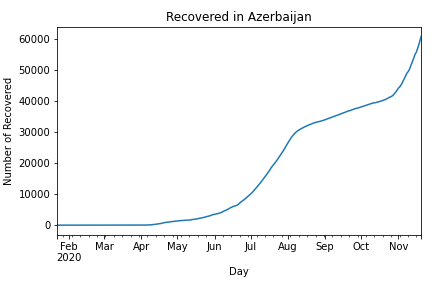 Recovered in Azerbaijan
60000
50000
40000
30000
20000
10000
0
Number of Recovered
Feb Mar Apr May Jun Jul Aug Sep Oct Nov
2020
Day